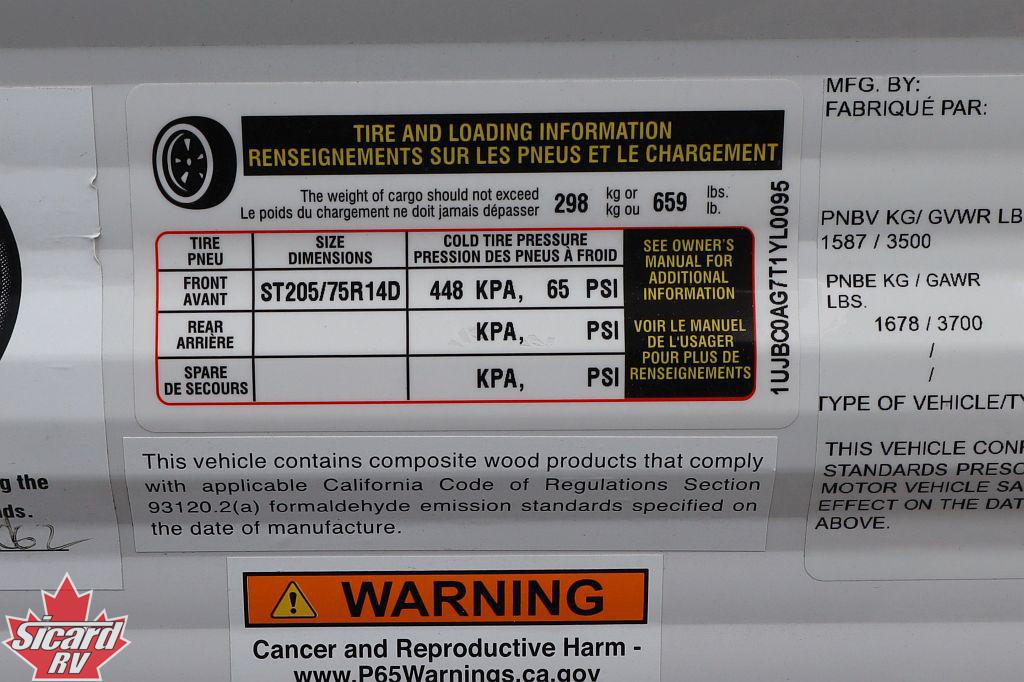 TIRE AND LOADING INFORMATION
RENSEIGNEMENTS SUR LES PNEUS ET LE CHARGEMENT
The weight of cargo should not exceed 298 kg or 659 lbs.
Le poids du chargement ne doit jamais dépasser kg ou lb.
TIRE PNEU
SIZE DIMENSIONS
COLD TIRE PRESSURE
PRESSION DES PNEUS À FROID
FRONT AVANT
ST205/75R14D
448 KPA, 65 PSI
REAR ARRIÈRE
KPA, PSI
SPARE DE SECOURS
KPA, PSI
SEE OWNER'S
MANUAL FOR
ADDITIONAL
INFORMATION
VOIR LE MANUEL
DE L'USAGER
POUR PLUS DE
RENSEIGNEMENTS
1UJBC0AG7T1YL0095
This vehicle contains composite wood products that comply
with applicable California Code of Regulations Section
93120.2(a) formaldehyde emission standards specified on
the date of manufacture.
WARNING
Cancer and Reproductive Harm -
www.P65Warnings.ca.gov
MFG. BY:
FABRIQUÉ PAR:
PNBV KG/ GVWR LB
1587 / 3500
PNBE KG / GAWR
LBS.
1678 / 3700
/
/
TYPE OF VEHICLE/TY
THIS VEHICLE CONF
STANDARDS PRESC
MOTOR VEHICLE SA
EFFECT ON THE DAT
ABOVE.
g the
ds.
Sicard
RV